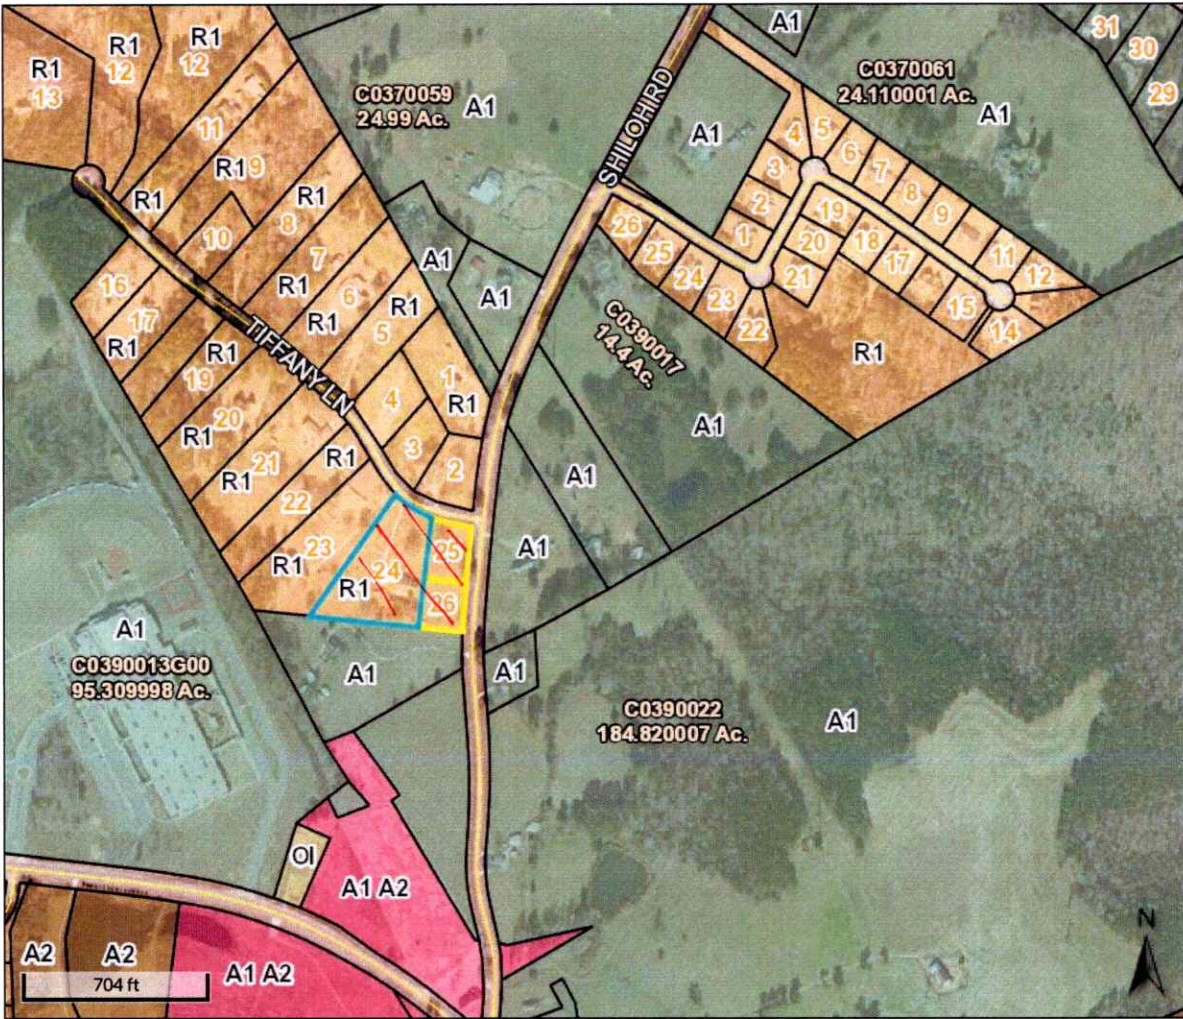 R1
12
R1
12
R1
13
11
R1 9
R1
R1
8
10
7
R1
6
R1
5
R1
16
17
R1
R1
19
20
R1
21
R1
R1
22
R1
23
1
R1
4
3
2
TIFFANY LN
25
24
R1
26
C0370059
24.99 Ac.
A1
A1
SHILOH RD
C0370061
24.110001 Ac.
A1
31
30
29
A1
4
5
6
7
8
9
11
12
3
2
1
19
20
18
17
21
15
14
26
25
24
23
22
R1
C0390017
14.4 Ac.
A1
A1
A1
A1
A1
A1
C0390013G00
95.309998 Ac.
A1
A1
C0390022
184.820007 Ac.
A1
OI
A1 A2
A2
A2
A1 A2
704 ft
N